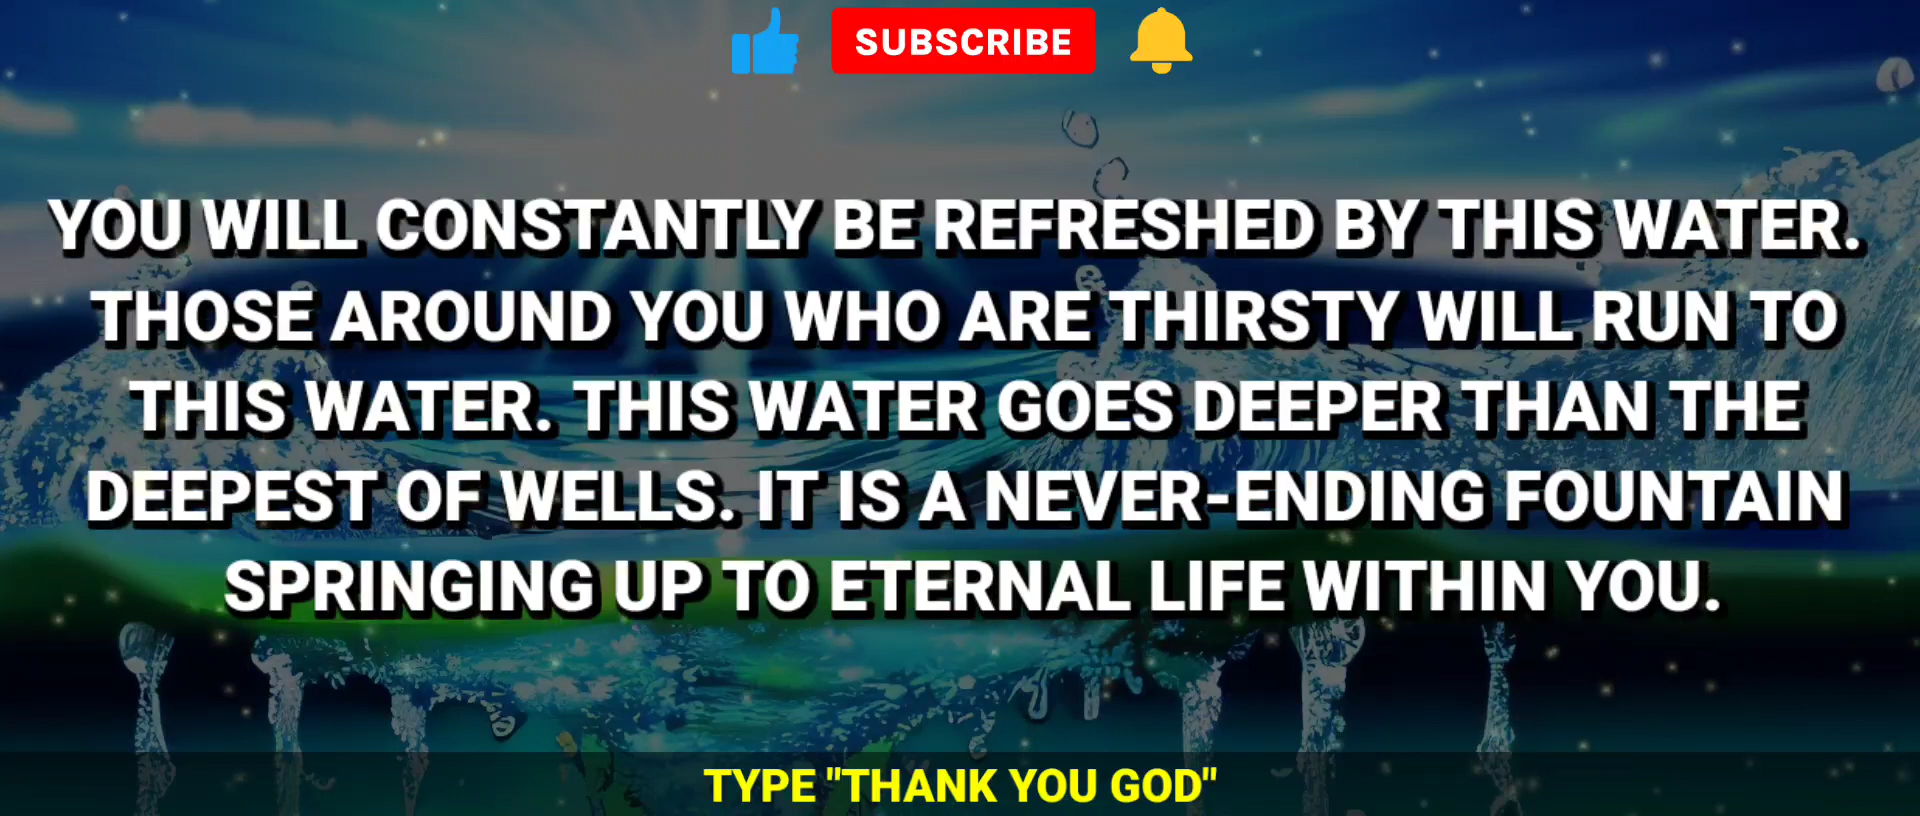 SUBSCRIBE
YOU WILL CONSTANTLY BE REFRESHED BY THIS WATER.
THOSE AROUND YOU WHO ARE THIRSTY WILL RUN TO
THIS WATER. THIS WATER GOES DEEPER THAN THE
DEEPEST OF WELLS. IT IS A NEVER-ENDING FOUNTAIN
SPRINGING UP TO ETERNAL LIFE WITHIN YOU.
TYPE "THANK YOU GOD"